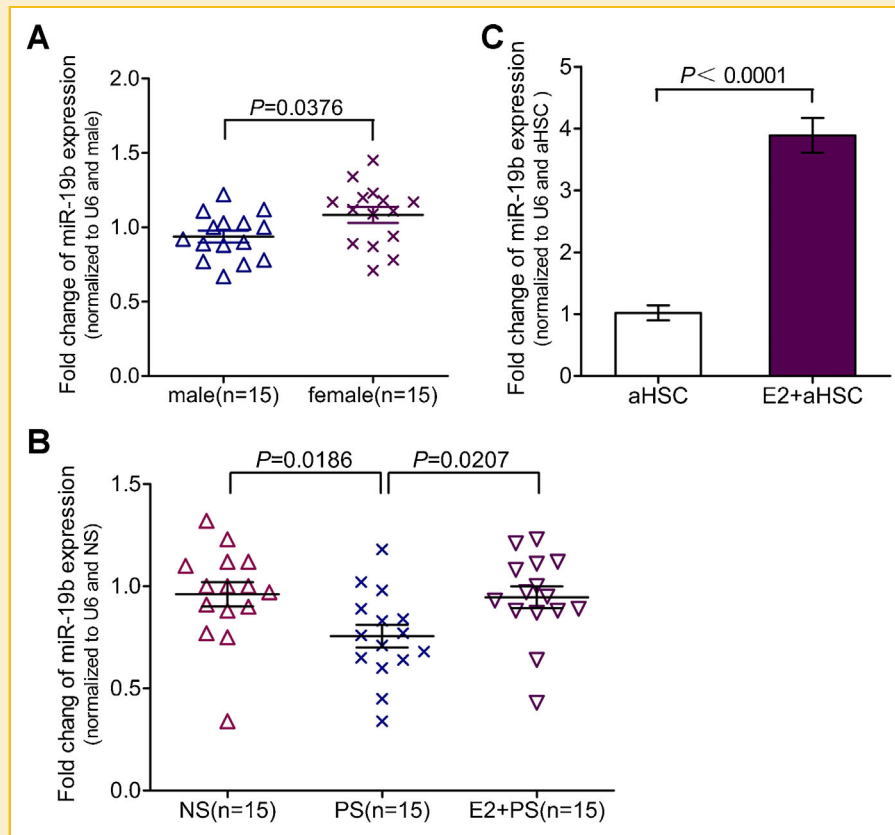 A
Fold change of miR-19b expression
(normalized to U6 and male)
2.0
1.5
1.0
0.5
0.0
P=0.0376
male(n=15)
female(n=15)
C
Fold change of miR-19b expression
(normalized to U6 and aHSC )
5
4
3
2
1
0
P< 0.0001
aHSC
E2+aHSC
B
Fold chang of miR-19b expression
(normalized to U6 and NS)
1.5
1.0
0.5
0.0
P=0.0186
P=0.0207
NS(n=15)
PS(n=15)
E2+PS(n=15)